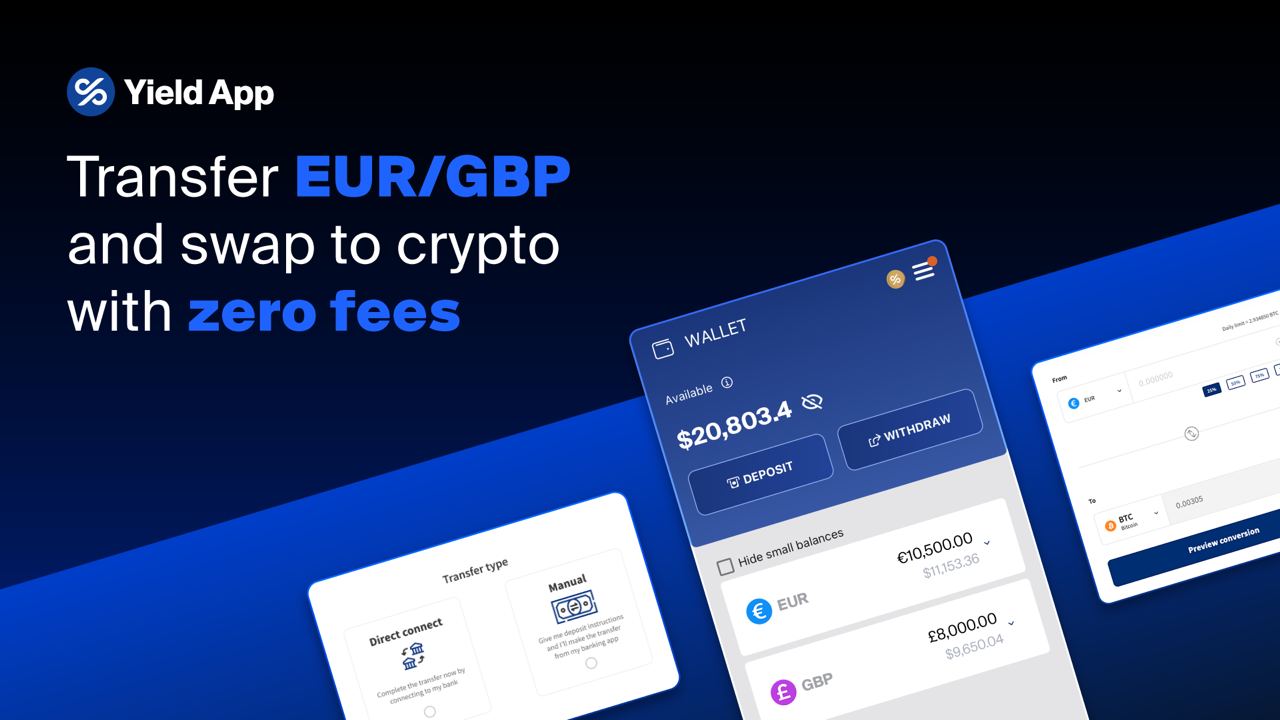 Yield App
Transfer EUR/GBP
and swap to crypto
with zero fees
WALLET
Available
$20,803.4
DEPOSIT
WITHDRAW
Hide small balances
€10,500.00
$11,153.36
EUR
£8,000.00
$9,650.04
GBP
Transfer type
Direct connect
Complete the transfer now by
connecting to my bank
Manual
Give me deposit instructions
and I'll make the transfer
from my banking app
Daily limit = 2.934850 BTC
From
EUR
0.000000
25%
50%
75%
To
BTC
Bitcoin
0.00305
Preview conversion